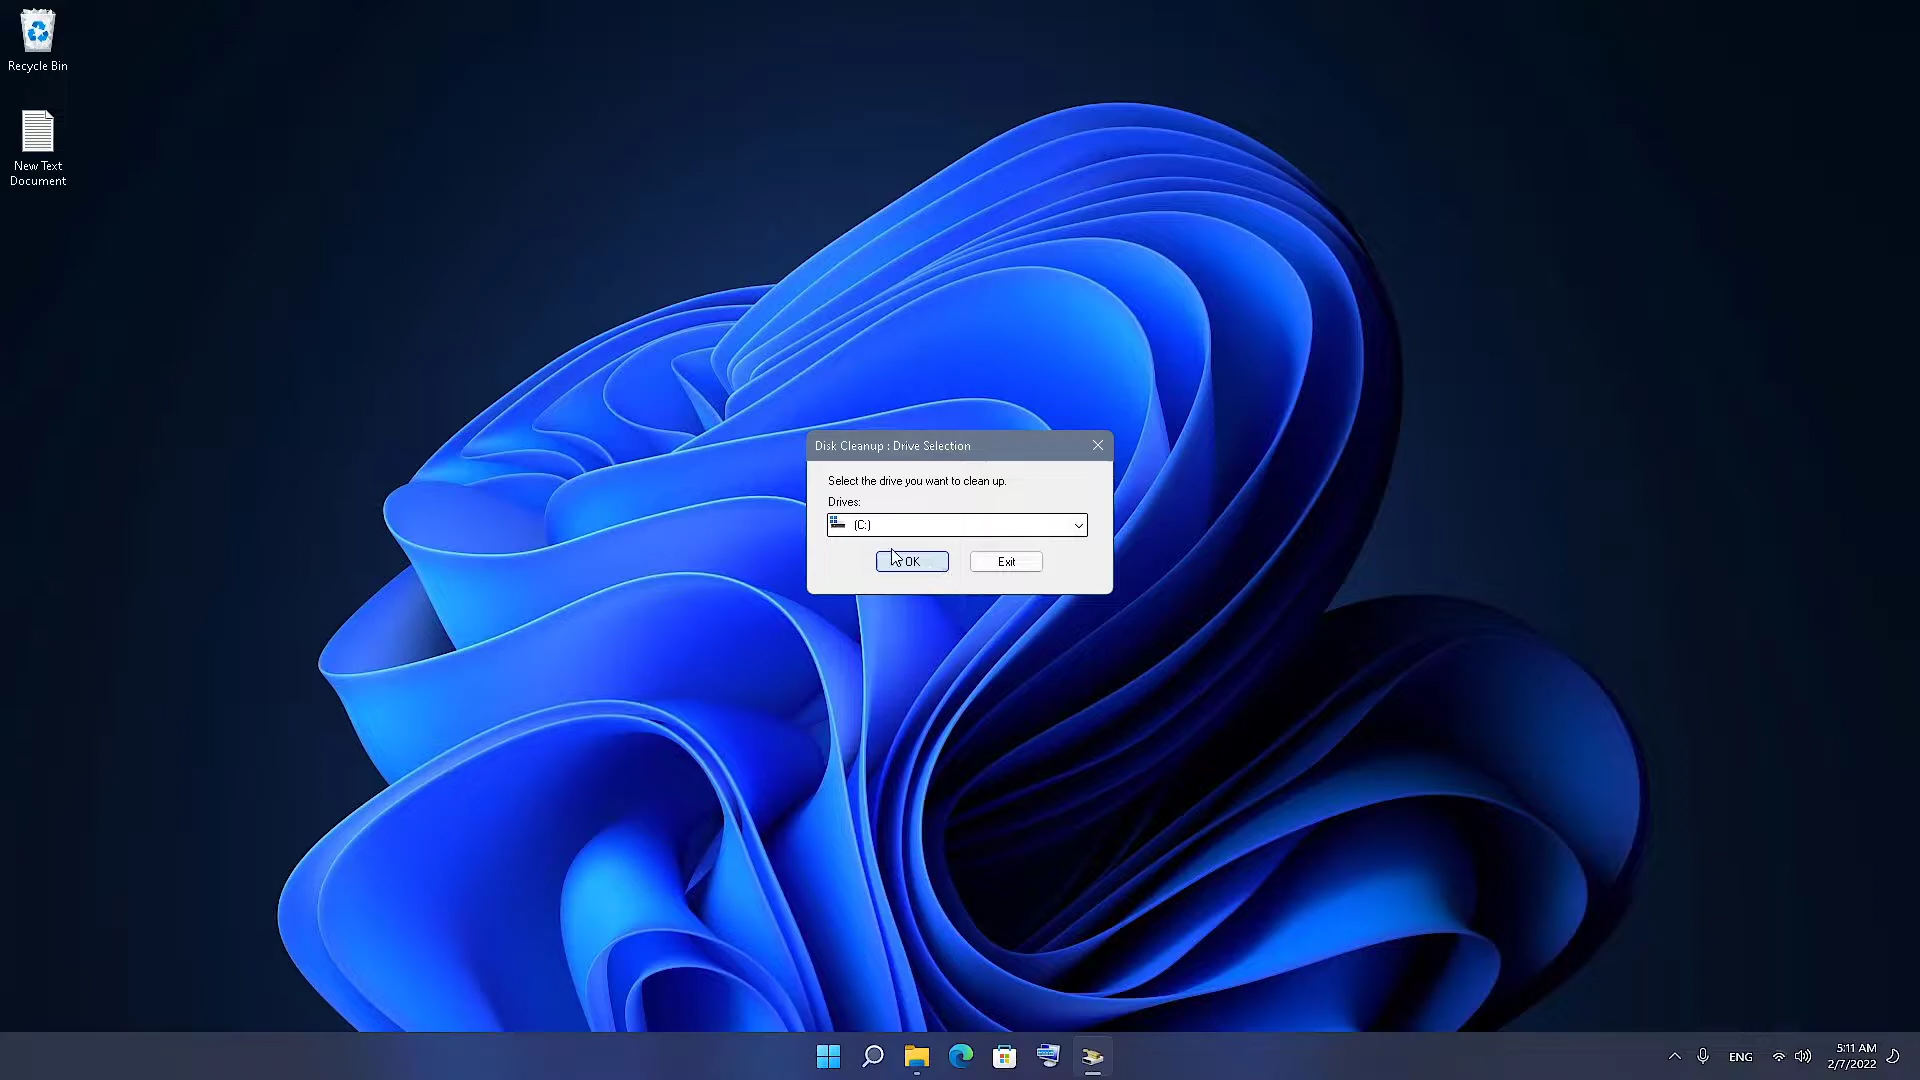 Recycle Bin
New Text
Document
Disk Cleanup : Drive Selection
Select the drive you want to clean up.
Drives:
(C:)
OK
Exit
ENG
5:11 AM
2/7/2022